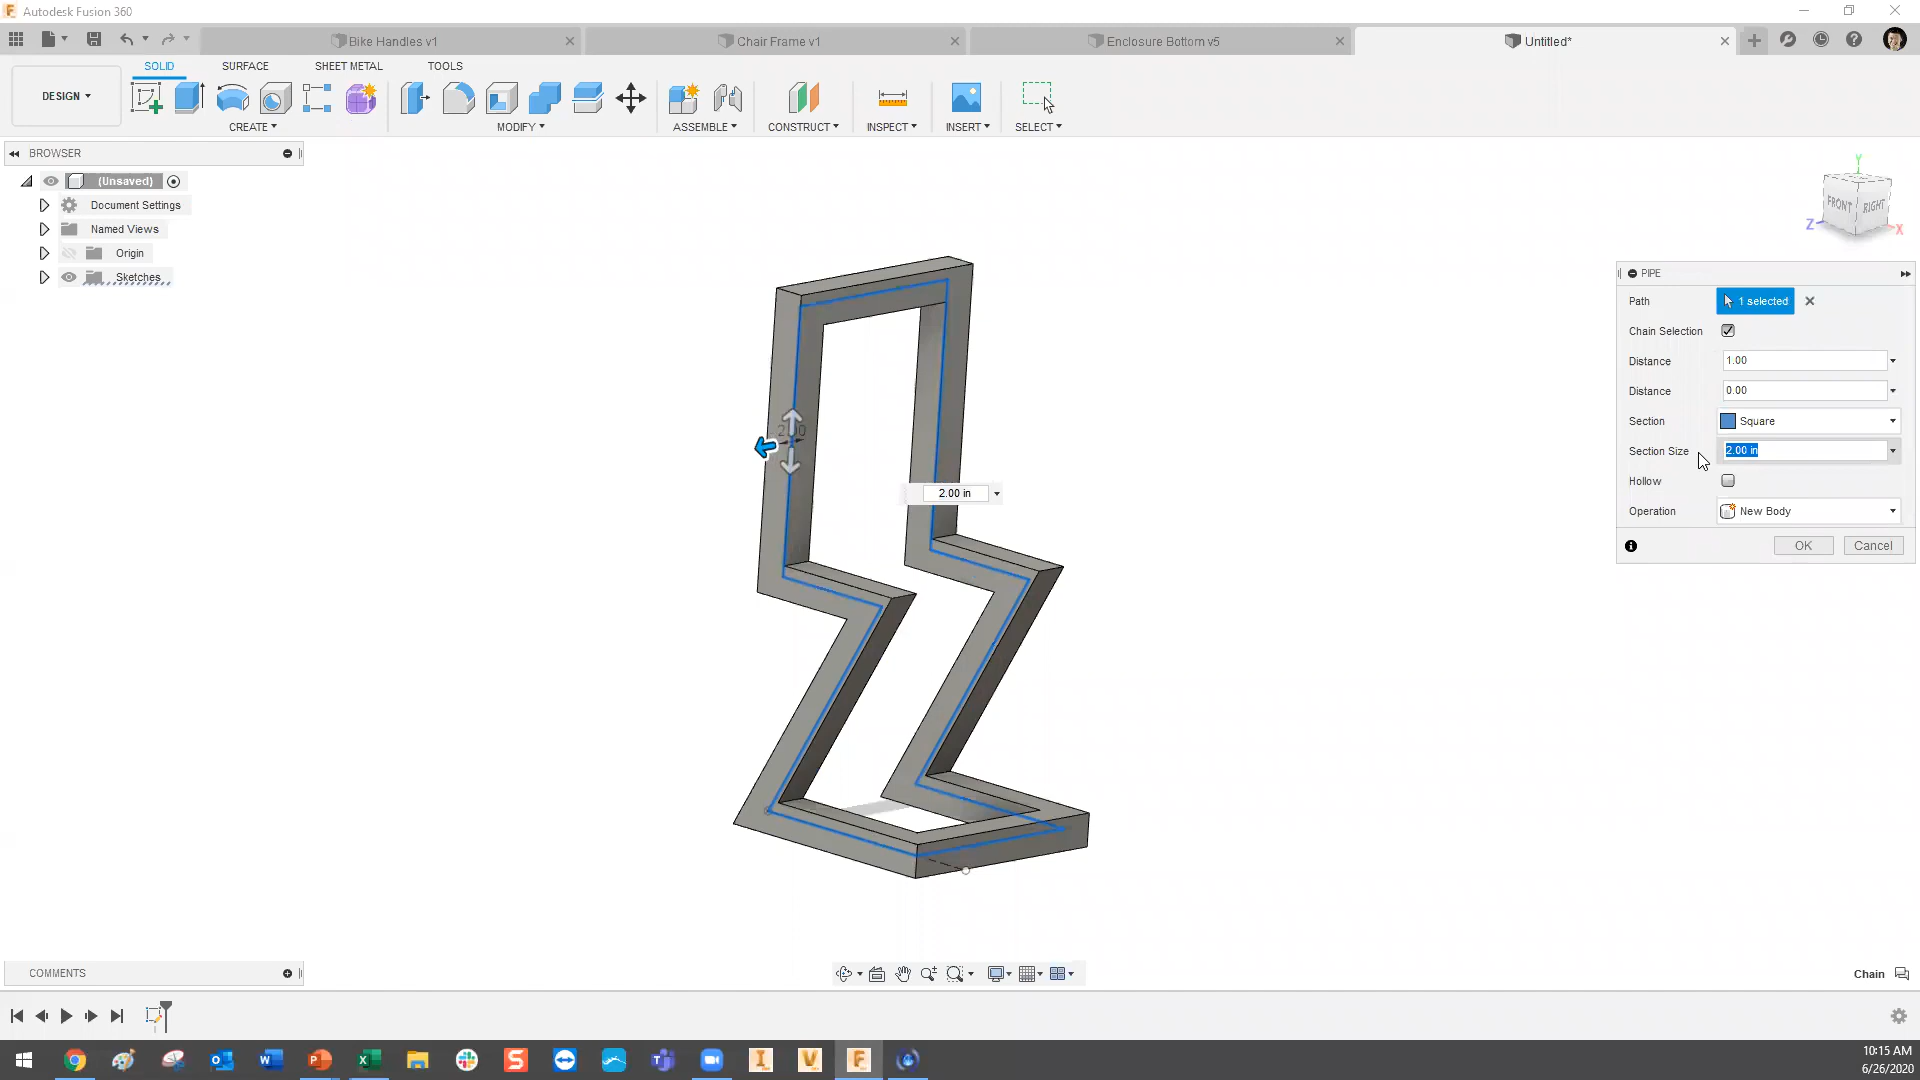 Autodesk Fusion 360
Bike Handles v1
Chair Frame v1
Enclosure Bottom v5
Untitled*
DESIGN
SOLID
SURFACE
SHEET METAL
TOOLS
CREATE
MODIFY
ASSEMBLE
CONSTRUCT
INSPECT
INSERT
SELECT
BROWSER
(Unsaved)
Document Settings
Named Views
Origin
Sketches
Y
FRONT
RIGHT
Z
X
PIPE
Path
1 selected
Chain Selection
Distance
1.00
Distance
0.00
Section
Square
Section Size
2.00 in
Hollow
Operation
New Body
OK
Cancel
2.00
2.00 in
COMMENTS
Chain
10:15 AM
6/26/2020